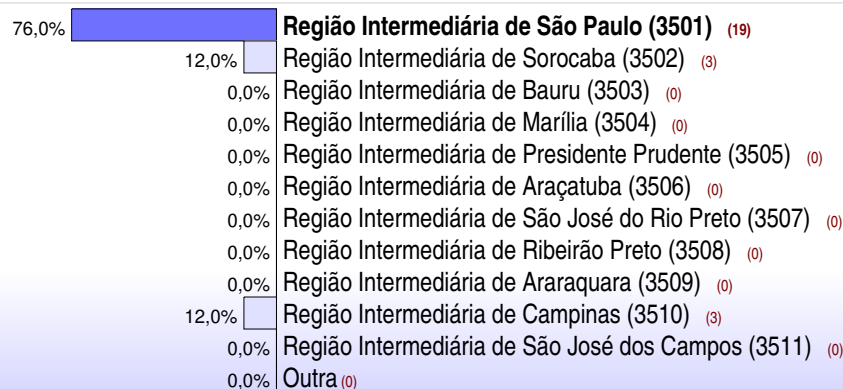 76,0% Região Intermediária de São Paulo (3501) (19)
12,0% Região Intermediária de Sorocaba (3502) (3)
0,0% Região Intermediária de Bauru (3503) (0)
0,0% Região Intermediária de Marília (3504) (0)
0,0% Região Intermediária de Presidente Prudente (3505) (0)
0,0% Região Intermediária de Araçatuba (3506) (0)
0,0% Região Intermediária de São José do Rio Preto (3507) (0)
0,0% Região Intermediária de Ribeirão Preto (3508) (0)
0,0% Região Intermediária de Araraquara (3509) (0)
12,0% Região Intermediária de Campinas (3510) (3)
0,0% Região Intermediária de São José dos Campos (3511) (0)
0,0% Outra (0)